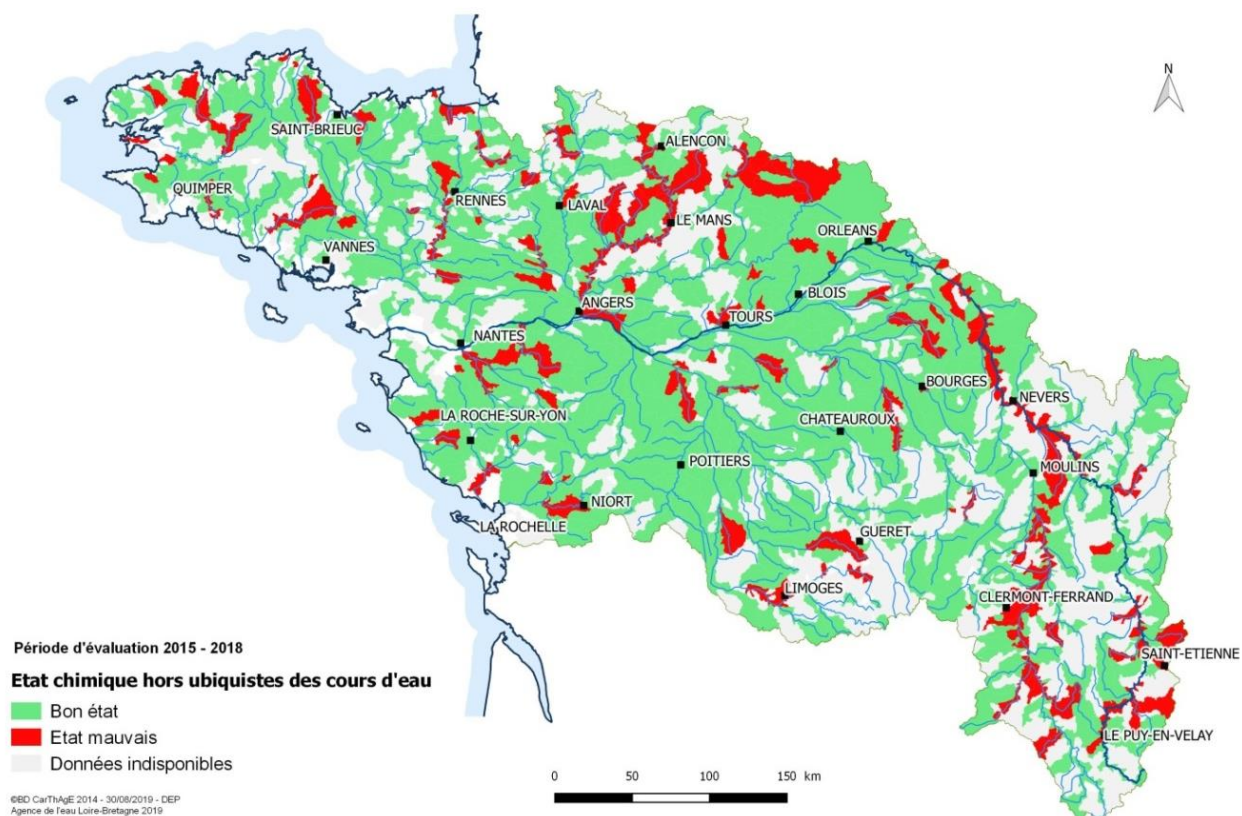 N
ALENCON
SAINT-BRIEUC
QUIMPER
RENNES
LAVAL
LE MANS
ORLEANS
VANNES
BLOIS
ANGERS
TOURS
NANTES
BOURGES
NEVERS
LA ROCHE-SUR-YON
CHATEAUROUX
POITIERS
MOULINS
NIORT
LA ROCHELLE
GUERET
LIMOGES
CLERMONT-FERRAND
SAINT-ETIENNE
LE PUY-EN-VELAY
Période d'évaluation 2015 - 2018
Etat chimique hors ubiquistes des cours d'eau
Bon état
Etat mauvais
Données indisponibles
0 50 100 150 km
©BD CarThAgE 2014 - 30/08/2019 - DEP
Agence de l'eau Loire-Bretagne 2019